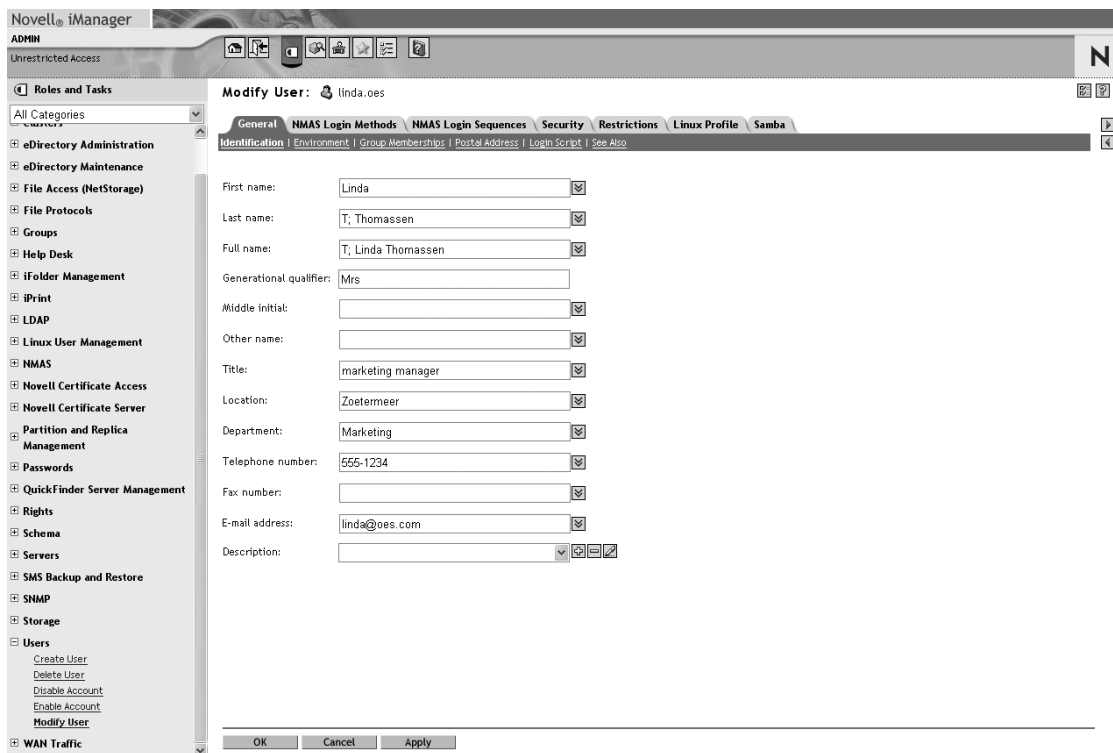 Novell® iManager
ADMIN
Unrestricted Access
N
Roles and Tasks
All Categories
Clusters
eDirectory Administration
eDirectory Maintenance
File Access (NetStorage)
File Protocols
Groups
Help Desk
iFolder Management
iPrint
LDAP
Linux User Management
NMAS
Novell Certificate Access
Novell Certificate Server
Partition and Replica
Management
Passwords
QuickFinder Server Management
Rights
Schema
Servers
SMS Backup and Restore
SNMP
Storage
Users
Create User
Delete User
Disable Account
Enable Account
Modify User
WAN Traffic
Modify User: linda.oes
General NMAS Login Methods NMAS Login Sequences Security Restrictions Linux Profile Samba
Identification | Environment | Group Memberships | Postal Address | Login Script | See Also
First name: Linda
Last name: T; Thomassen
Full name: T; Linda Thomassen
Generational qualifier: Mrs
Middle initial:
Other name:
Title: marketing manager
Location: Zoetermeer
Department: Marketing
Telephone number: 555-1234
Fax number:
E-mail address: linda@oes.com
Description:
OK Cancel Apply